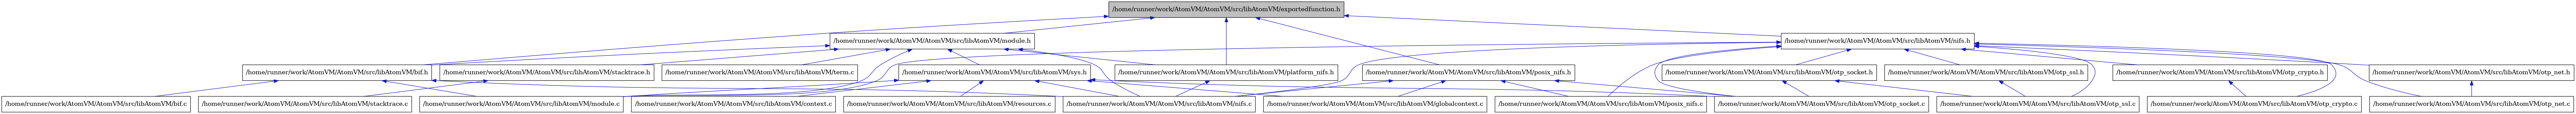 /home/runner/work/AtomVM/AtomVM/src/libAtomVM/exportedfunction.h
/home/runner/work/AtomVM/AtomVM/src/libAtomVM/module.h
/home/runner/work/AtomVM/AtomVM/src/libAtomVM/nifs.h
/home/runner/work/AtomVM/AtomVM/src/libAtomVM/bif.h
/home/runner/work/AtomVM/AtomVM/src/libAtomVM/stacktrace.h
/home/runner/work/AtomVM/AtomVM/src/libAtomVM/term.c
/home/runner/work/AtomVM/AtomVM/src/libAtomVM/sys.h
/home/runner/work/AtomVM/AtomVM/src/libAtomVM/platform_nifs.h
/home/runner/work/AtomVM/AtomVM/src/libAtomVM/posix_nifs.h
/home/runner/work/AtomVM/AtomVM/src/libAtomVM/otp_socket.h
/home/runner/work/AtomVM/AtomVM/src/libAtomVM/otp_ssl.h
/home/runner/work/AtomVM/AtomVM/src/libAtomVM/otp_crypto.h
/home/runner/work/AtomVM/AtomVM/src/libAtomVM/otp_net.h
/home/runner/work/AtomVM/AtomVM/src/libAtomVM/bif.c
/home/runner/work/AtomVM/AtomVM/src/libAtomVM/stacktrace.c
/home/runner/work/AtomVM/AtomVM/src/libAtomVM/module.c
/home/runner/work/AtomVM/AtomVM/src/libAtomVM/context.c
/home/runner/work/AtomVM/AtomVM/src/libAtomVM/resources.c
/home/runner/work/AtomVM/AtomVM/src/libAtomVM/nifs.c
/home/runner/work/AtomVM/AtomVM/src/libAtomVM/globalcontext.c
/home/runner/work/AtomVM/AtomVM/src/libAtomVM/posix_nifs.c
/home/runner/work/AtomVM/AtomVM/src/libAtomVM/otp_socket.c
/home/runner/work/AtomVM/AtomVM/src/libAtomVM/otp_ssl.c
/home/runner/work/AtomVM/AtomVM/src/libAtomVM/otp_crypto.c
/home/runner/work/AtomVM/AtomVM/src/libAtomVM/otp_net.c